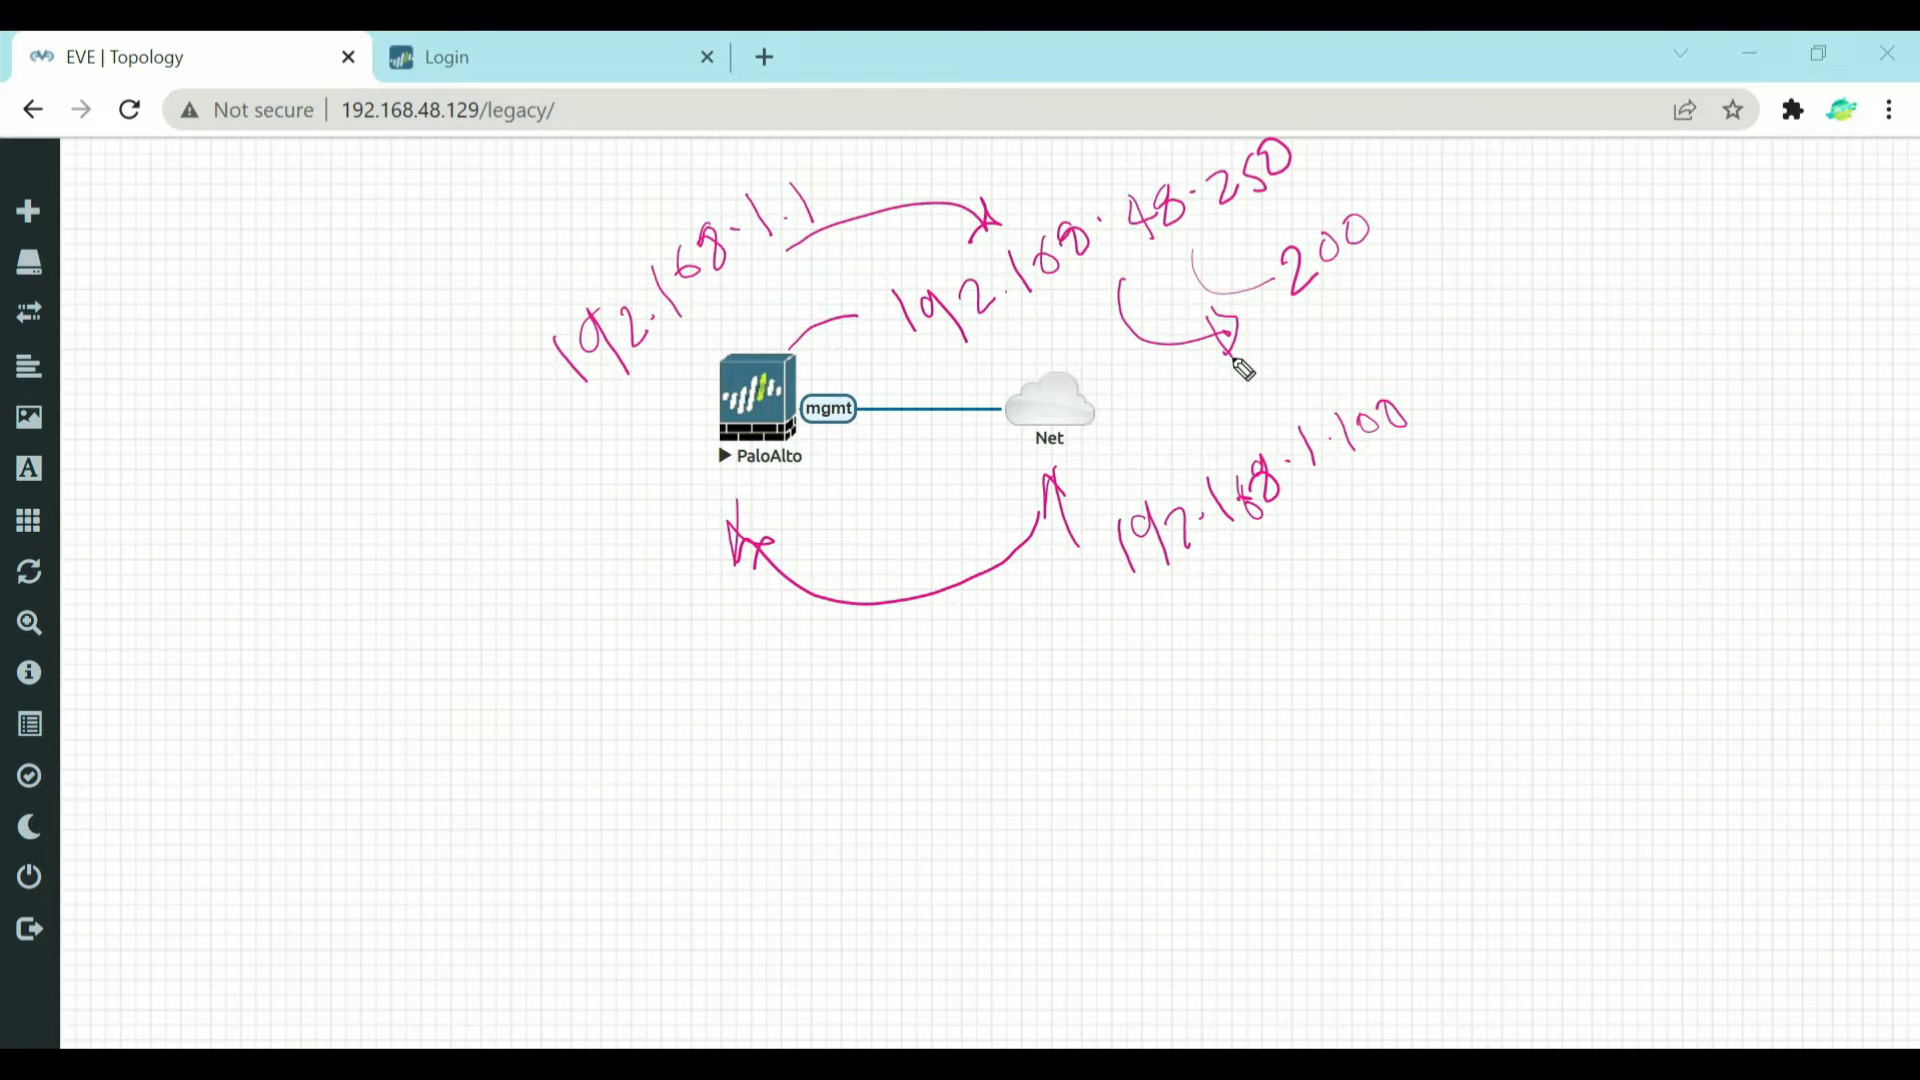 EVE | Topology
Login
Not secure
192.168.48.129/legacy/
192.168.1.1
192.168.48.250
200
mgmt
Net
PaloAlto
192.168.1.100